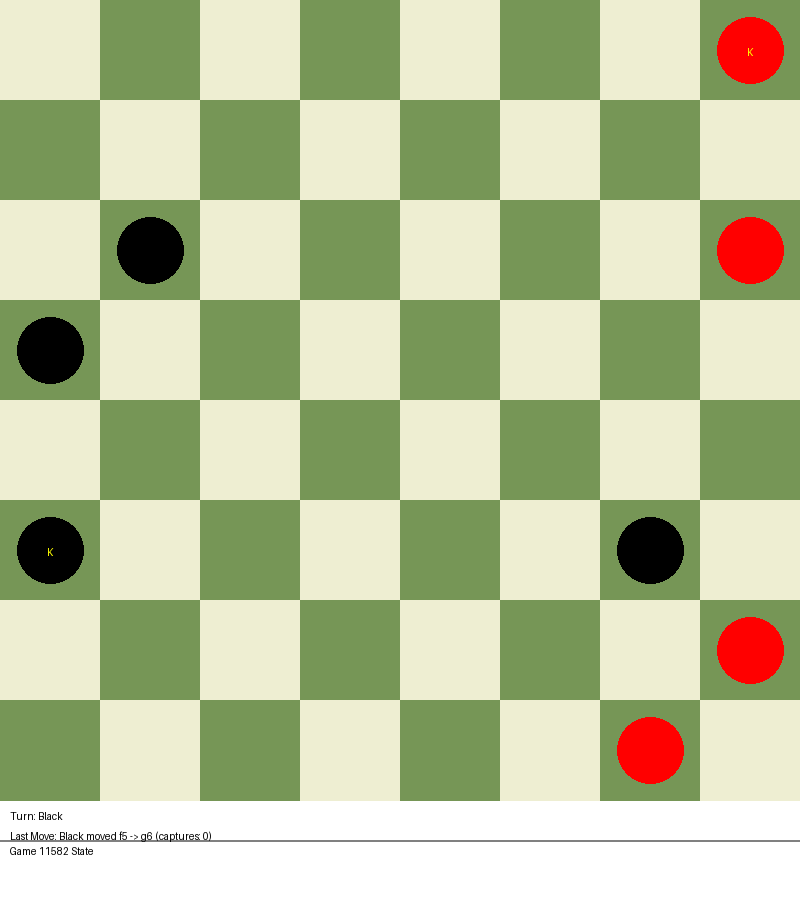 K
K
Turn: Black
Last Move: Black moved f5 -> g6 (captures: 0)
Game 11582 State